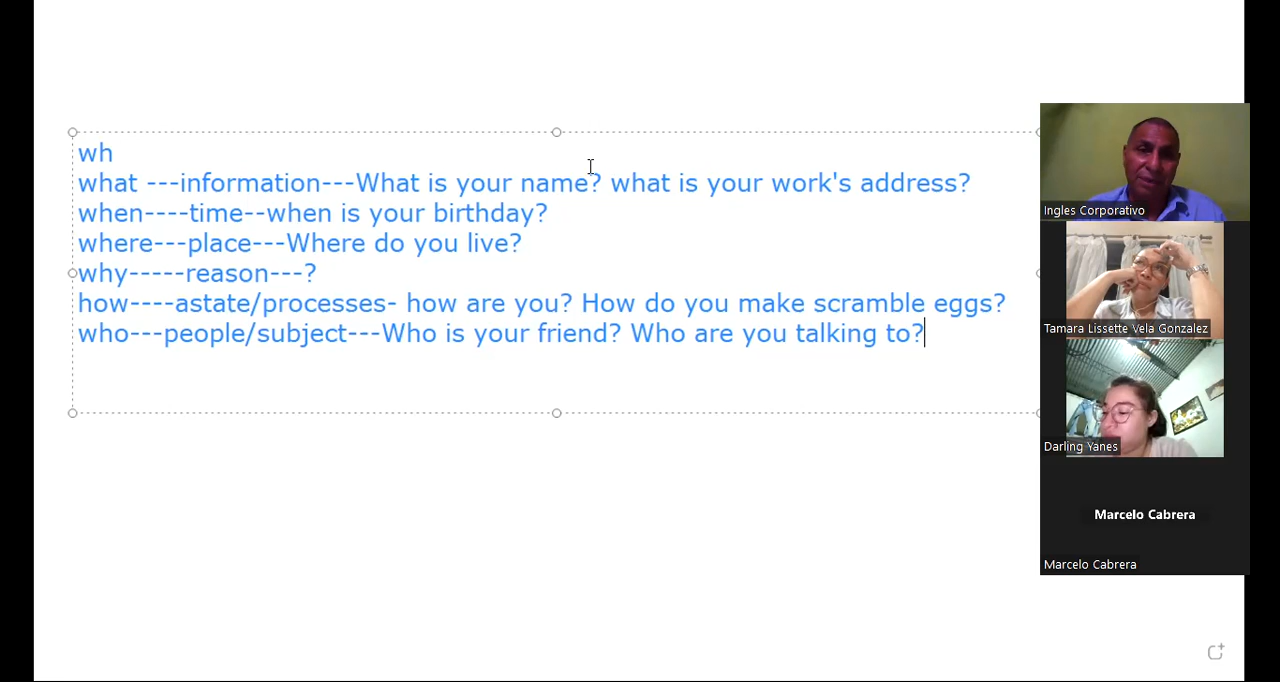 wh
what ---information---What is your name? what is your work's address?
when----time--when is your birthday?
where---place---Where do you live?
why-----reason---?
how----astate/processes- how are you? How do you make scramble eggs?
who---people/subject---Who is your friend? Who are you talking to?
Ingles Corporativo
Tamara Lissette Vela Gonzalez
Darling Yanes
Marcelo Cabrera
Marcelo Cabrera